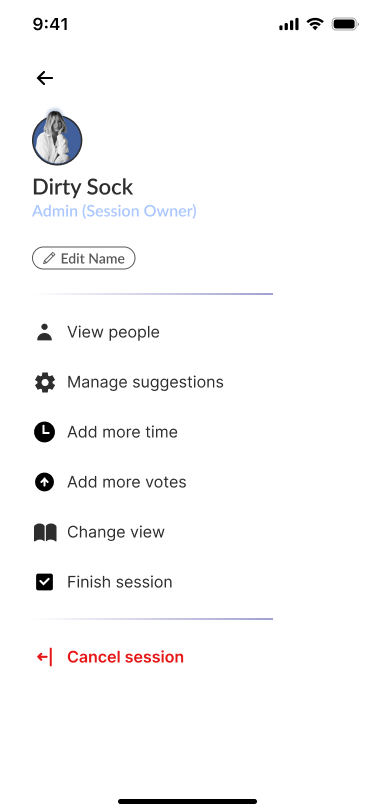 9:41
Dirty Sock
Admin (Session Owner)
Edit Name
View people
Manage suggestions
Add more time
Add more votes
Change view
Finish session
Cancel session